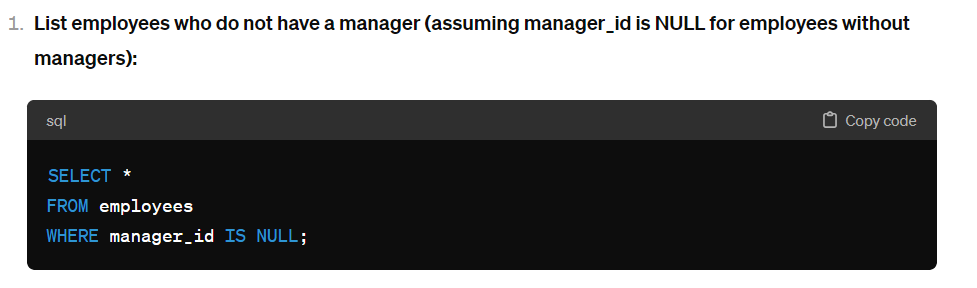 1. List employees who do not have a manager (assuming manager_id is NULL for employees without
managers):
sql Copy code
SELECT *
FROM employees
WHERE manager_id IS NULL;